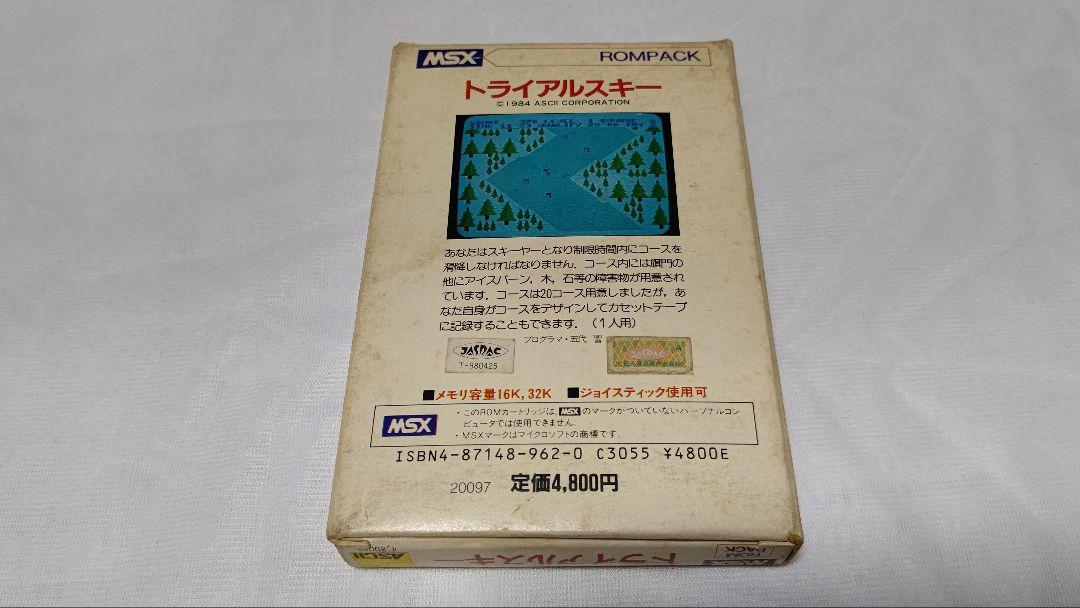 MSX
ROMPACK
トライアルスキー
©1984 ASCII CORPORATION
あなたはスキーヤーとなり制限時間内にコースを
滑降しなければなりません．コース内には旗門の
他にアイスバーン，木，石等の障害物が用意され
ています．コースは20コース用意しましたが，あ
なた自身がコースをデザインしてカセットテープ
に記録することもできます．（1人用）
プログラマ・五代
JASRAC
T-880425
■メモリ容量16K，32K ■ジョイスティック使用可
MSX
・このROMカートリッジは，MSXのマークがついていないパーソナルコン
ピュータでは使用できません．
・MSXマークはマイクロソフトの商標です．
ISBN4-87148-962-0 C3055 ¥4800E
20097 定価4,800円
ROM
PACK
トライアルスキー
ASCII